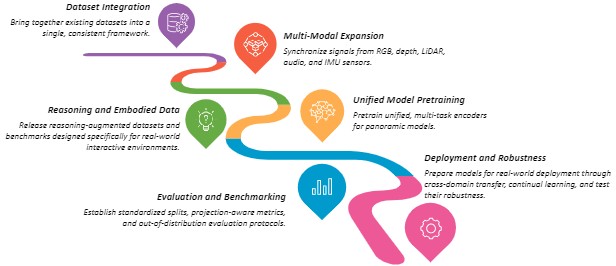 Dataset Integration
Bring together existing datasets into a
single, consistent framework.
Multi-Modal Expansion
Synchronize signals from RGB, depth, LiDAR,
audio, and IMU sensors.
Reasoning and Embodied Data
Release reasoning-augmented datasets and
benchmarks designed specifically for real-world
interactive environments.
Unified Model Pretraining
Pretrain unified, multi-task encoders
for panoramic models.
Evaluation and Benchmarking
Establish standardized splits, projection-aware metrics,
and out-of-distribution evaluation protocols.
Deployment and Robustness
Prepare models for real-world deployment through
cross-domain transfer, continual learning, and test
their robustness.